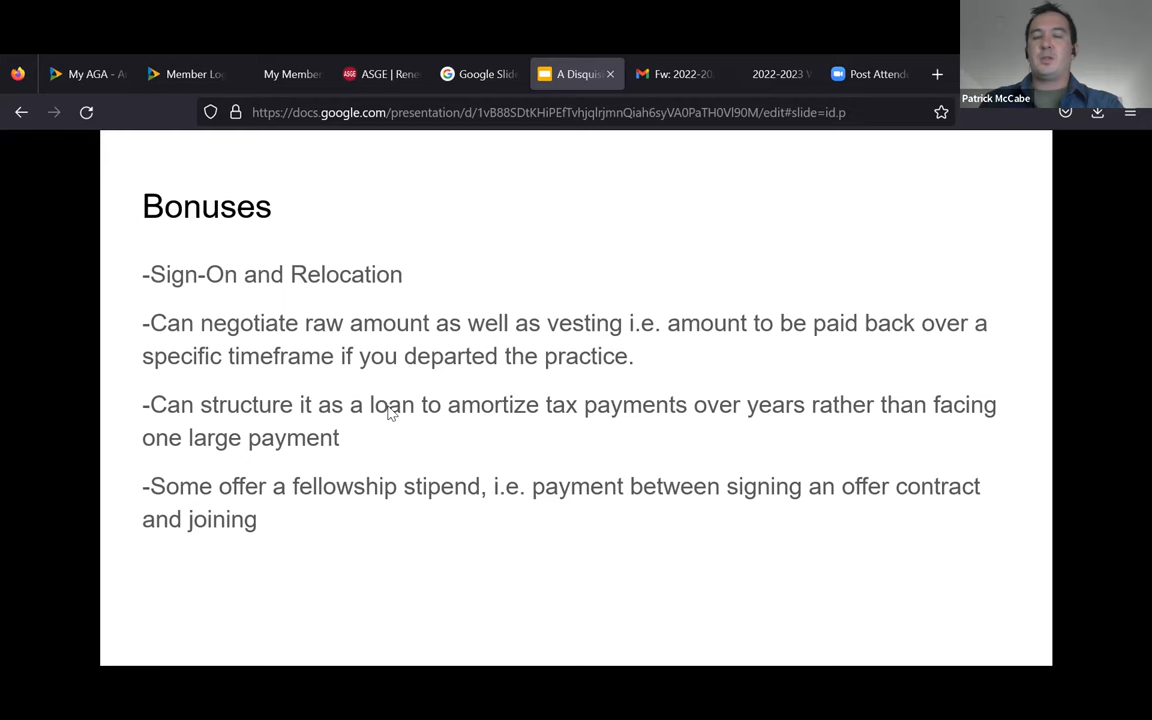 My AGA - A
Member Lo
My Member
ASGE | Rene
Google Slid
A Disquis
Fw: 2022-20
2022-2023
Post Attend
Patrick McCabe
https://docs.google.com/presentation/d/1vB88SDtKHiPEfTvhjqlrjmnQiah6syVA0PaTH0Vl90M/edit#slide=id.p
Bonuses
-Sign-On and Relocation
-Can negotiate raw amount as well as vesting i.e. amount to be paid back over a
specific timeframe if you departed the practice.
-Can structure it as a loan to amortize tax payments over years rather than facing
one large payment
-Some offer a fellowship stipend, i.e. payment between signing an offer contract
and joining